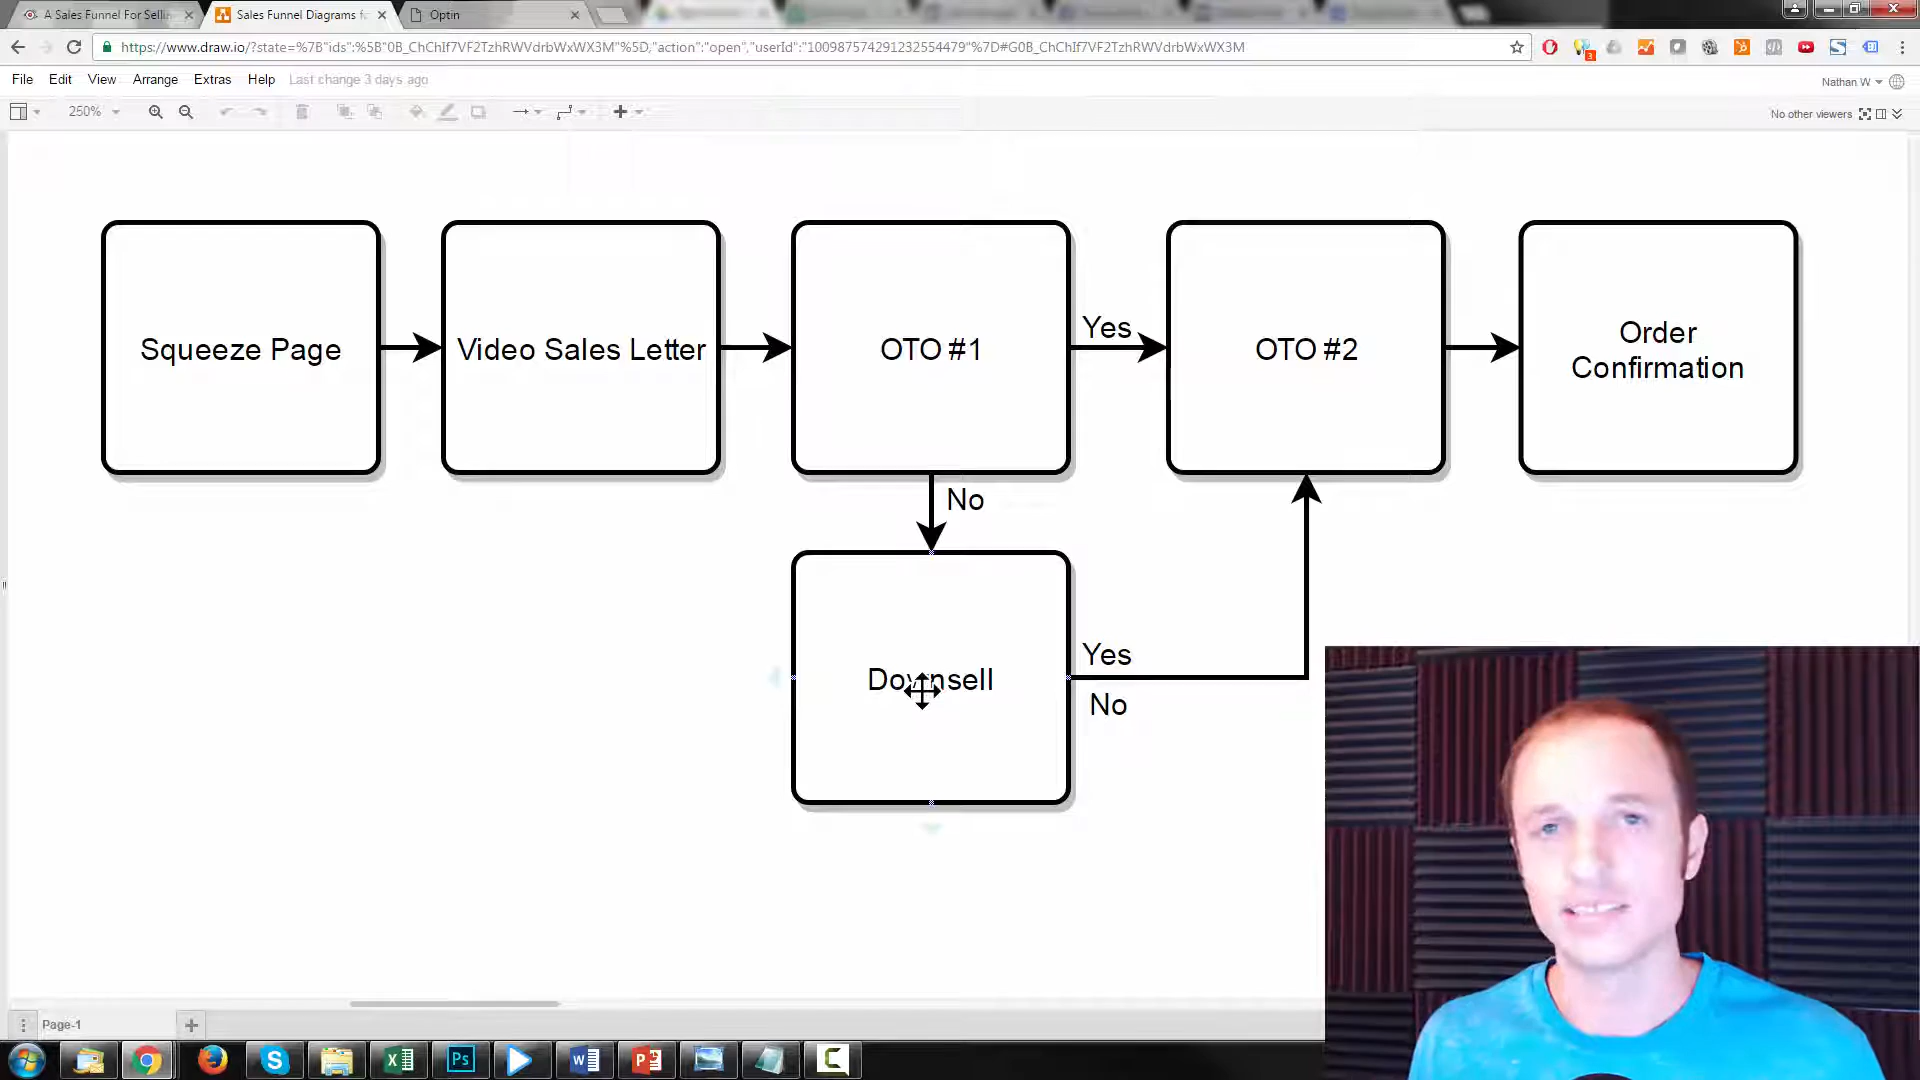 A Sales Funnel For Selli
Sales Funnel Diagrams fo
Optin
https://www.draw.io/?state=%7B"ids":%5B"0B_ChChIf7VF2TzhRWVdrbWxWX3M"%5D,"action":"open","userId":"100987574291232554479"%7D#G0B_ChChIf7VF2TzhRWVdrbWxWX3M
File Edit View Arrange Extras Help Last change 3 days ago
Nathan W
250%
No other viewers
Squeeze Page
Video Sales Letter
OTO #1
Yes
OTO #2
Order
Confirmation
No
Downsell
Yes
No
Page-1